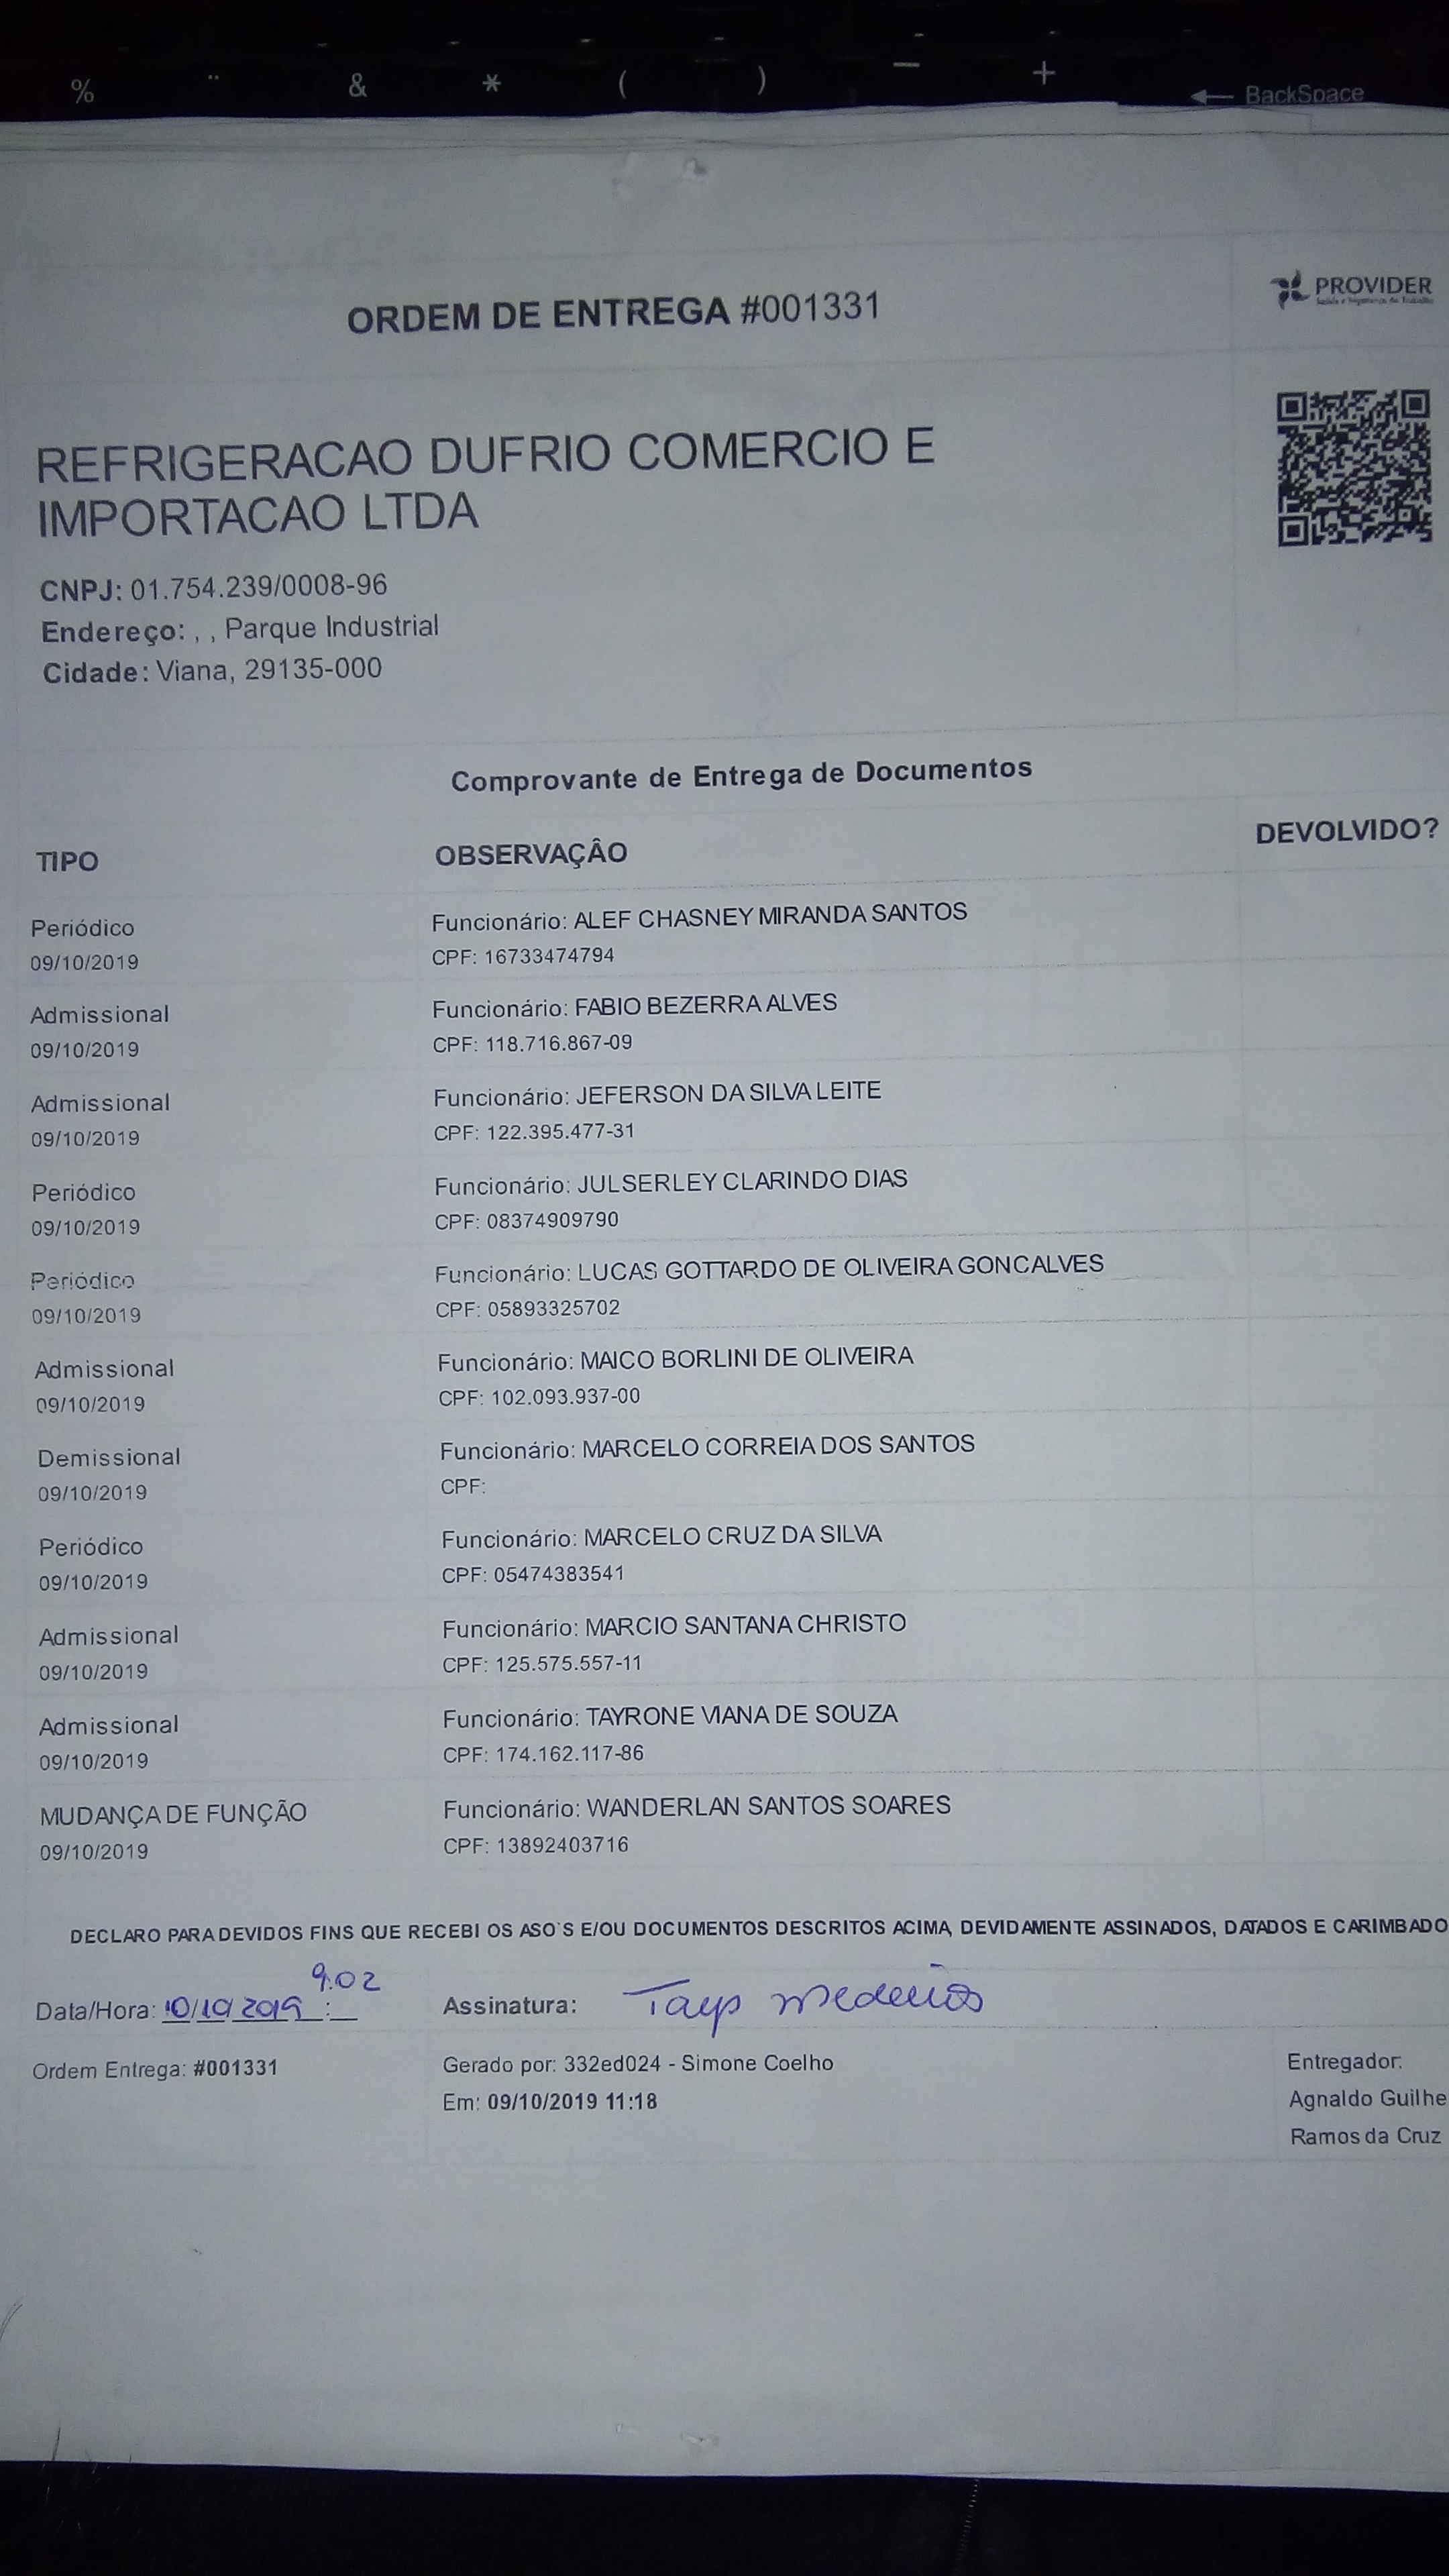 % ¨ & * ( ) — + ← BackSpace
PROVIDER
ORDEM DE ENTREGA #001331
REFRIGERACAO DUFRIO COMERCIO E
IMPORTACAO LTDA
CNPJ: 01.754.239/0008-96
Endereço: , , Parque Industrial
Cidade: Viana, 29135-000
Comprovante de Entrega de Documentos
TIPO OBSERVAÇÂO DEVOLVIDO?
Periódico Funcionário: ALEF CHASNEY MIRANDA SANTOS
09/10/2019 CPF: 16733474794
Admissional Funcionário: FABIO BEZERRA ALVES
09/10/2019 CPF: 118.716.867-09
Admissional Funcionário: JEFERSON DA SILVA LEITE
09/10/2019 CPF: 122.395.477-31
Periódico Funcionário: JULSERLEY CLARINDO DIAS
09/10/2019 CPF: 08374909790
Periódico Funcionário: LUCAS GOTTARDO DE OLIVEIRA GONCALVES
09/10/2019 CPF: 05893325702
Admissional Funcionário: MAICO BORLINI DE OLIVEIRA
09/10/2019 CPF: 102.093.937-00
Demissional Funcionário: MARCELO CORREIA DOS SANTOS
09/10/2019 CPF:
Periódico Funcionário: MARCELO CRUZ DA SILVA
09/10/2019 CPF: 05474383541
Admissional Funcionário: MARCIO SANTANA CHRISTO
09/10/2019 CPF: 125.575.557-11
Admissional Funcionário: TAYRONE VIANA DE SOUZA
09/10/2019 CPF: 174.162.117-86
MUDANÇA DE FUNÇÃO Funcionário: WANDERLAN SANTOS SOARES
09/10/2019 CPF: 13892403716
DECLARO PARA DEVIDOS FINS QUE RECEBI OS ASO`S E/OU DOCUMENTOS DESCRITOS ACIMA, DEVIDAMENTE ASSINADOS, DATADOS E CARIMBADO
9:02
Data/Hora: 10/10/2019 : Assinatura: Tays Medeiros
Ordem Entrega: #001331 Gerado por: 332ed024 - Simone Coelho Entregador:
Em: 09/10/2019 11:18 Agnaldo Guilhe
Ramos da Cruz